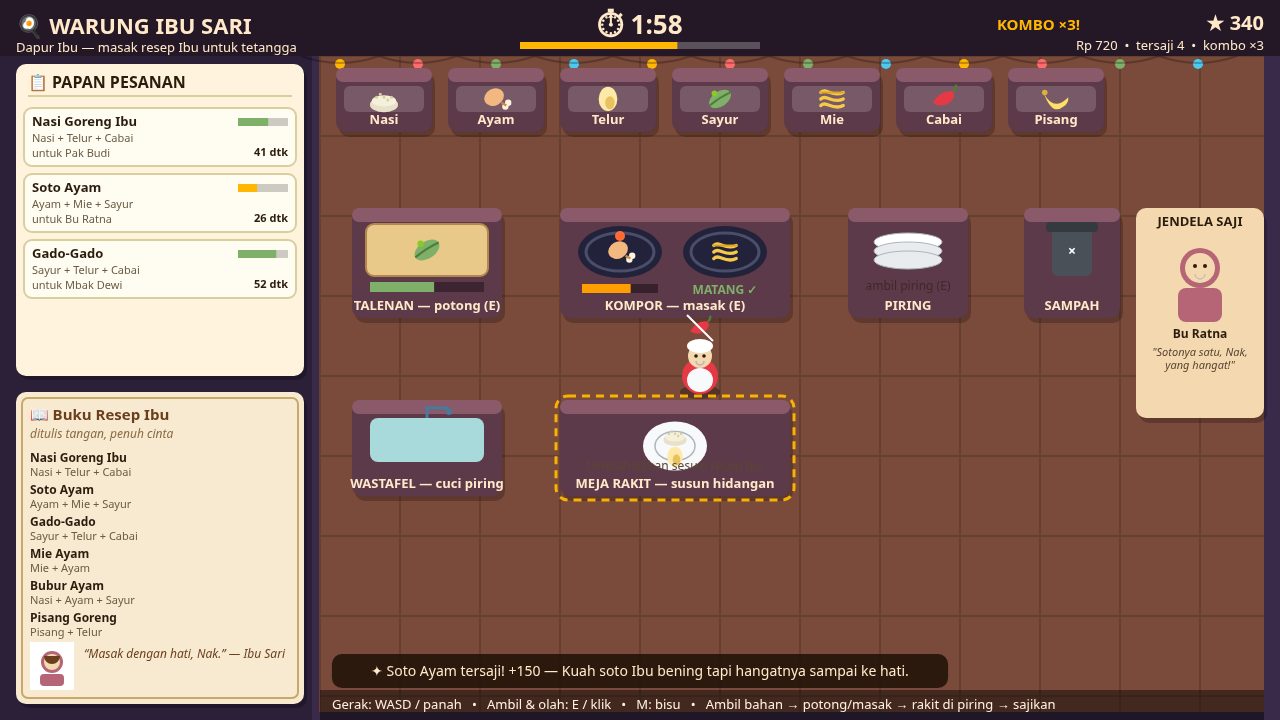 WARUNG IBU SARI
Dapur Ibu — masak resep Ibu untuk tetangga
1:58
KOMBO ×3!
★ 340
Rp 720 • tersaji 4 • kombo ×3
PAPAN PESANAN
Nasi Goreng Ibu
Nasi + Telur + Cabai
untuk Pak Budi
41 dtk
Soto Ayam
Ayam + Mie + Sayur
untuk Bu Ratna
26 dtk
Gado-Gado
Sayur + Telur + Cabai
untuk Mbak Dewi
52 dtk
Buku Resep Ibu
ditulis tangan, penuh cinta
Nasi Goreng Ibu
Nasi + Telur + Cabai
Soto Ayam
Ayam + Mie + Sayur
Gado-Gado
Sayur + Telur + Cabai
Mie Ayam
Mie + Ayam
Bubur Ayam
Nasi + Ayam + Sayur
Pisang Goreng
Pisang + Telur
“Masak dengan hati, Nak.” — Ibu Sari
Nasi
Ayam
Telur
Sayur
Mie
Cabai
Pisang
TALENAN — potong (E)
MATANG ✓
KOMPOR — masak (E)
ambil piring (E)
PIRING
×
SAMPAH
JENDELA SAJI
Bu Ratna
"Sotonya satu, Nak,
yang hangat!"
WASTAFEL — cuci piring
MEJA RAKIT — susun hidangan
✦ Soto Ayam tersaji! +150 — Kuah soto Ibu bening tapi hangatnya sampai ke hati.
Gerak: WASD / panah • Ambil & olah: E / klik • M: bisu • Ambil bahan → potong/masak → rakit di piring → sajikan